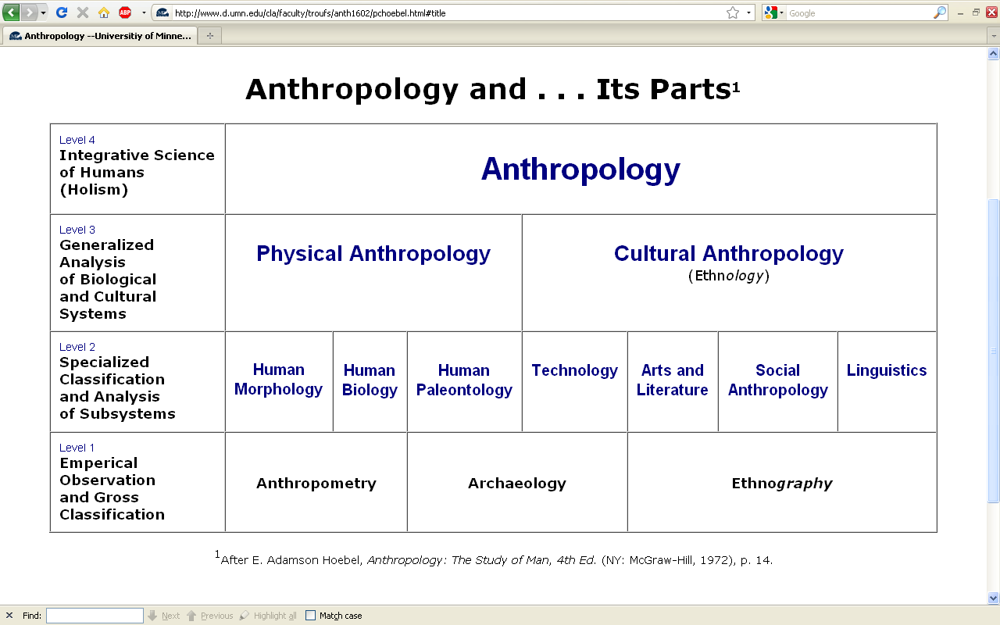 http://www.d.umn.edu/cla/faculty/troufs/anth1602/pchoebel.html#title
Google
ABP
Anthropology --Universitiy of Minne...
Anthropology and . . . Its Parts1
Level 4
Integrative Science
of Humans
(Holism)
Anthropology
Level 3
Generalized
Analysis
of Biological
and Cultural
Systems
Physical Anthropology
Cultural Anthropology
(Ethnology)
Level 2
Specialized
Classification
and Analysis
of Subsystems
Human
Morphology
Human
Biology
Human
Paleontology
Technology
Arts and
Literature
Social
Anthropology
Linguistics
Level 1
Emperical
Observation
and Gross
Classification
Anthropometry
Archaeology
Ethnography
1After E. Adamson Hoebel, Anthropology: The Study of Man, 4th Ed. (NY: McGraw-Hill, 1972), p. 14.
Find: Next Previous Highlight all Match case